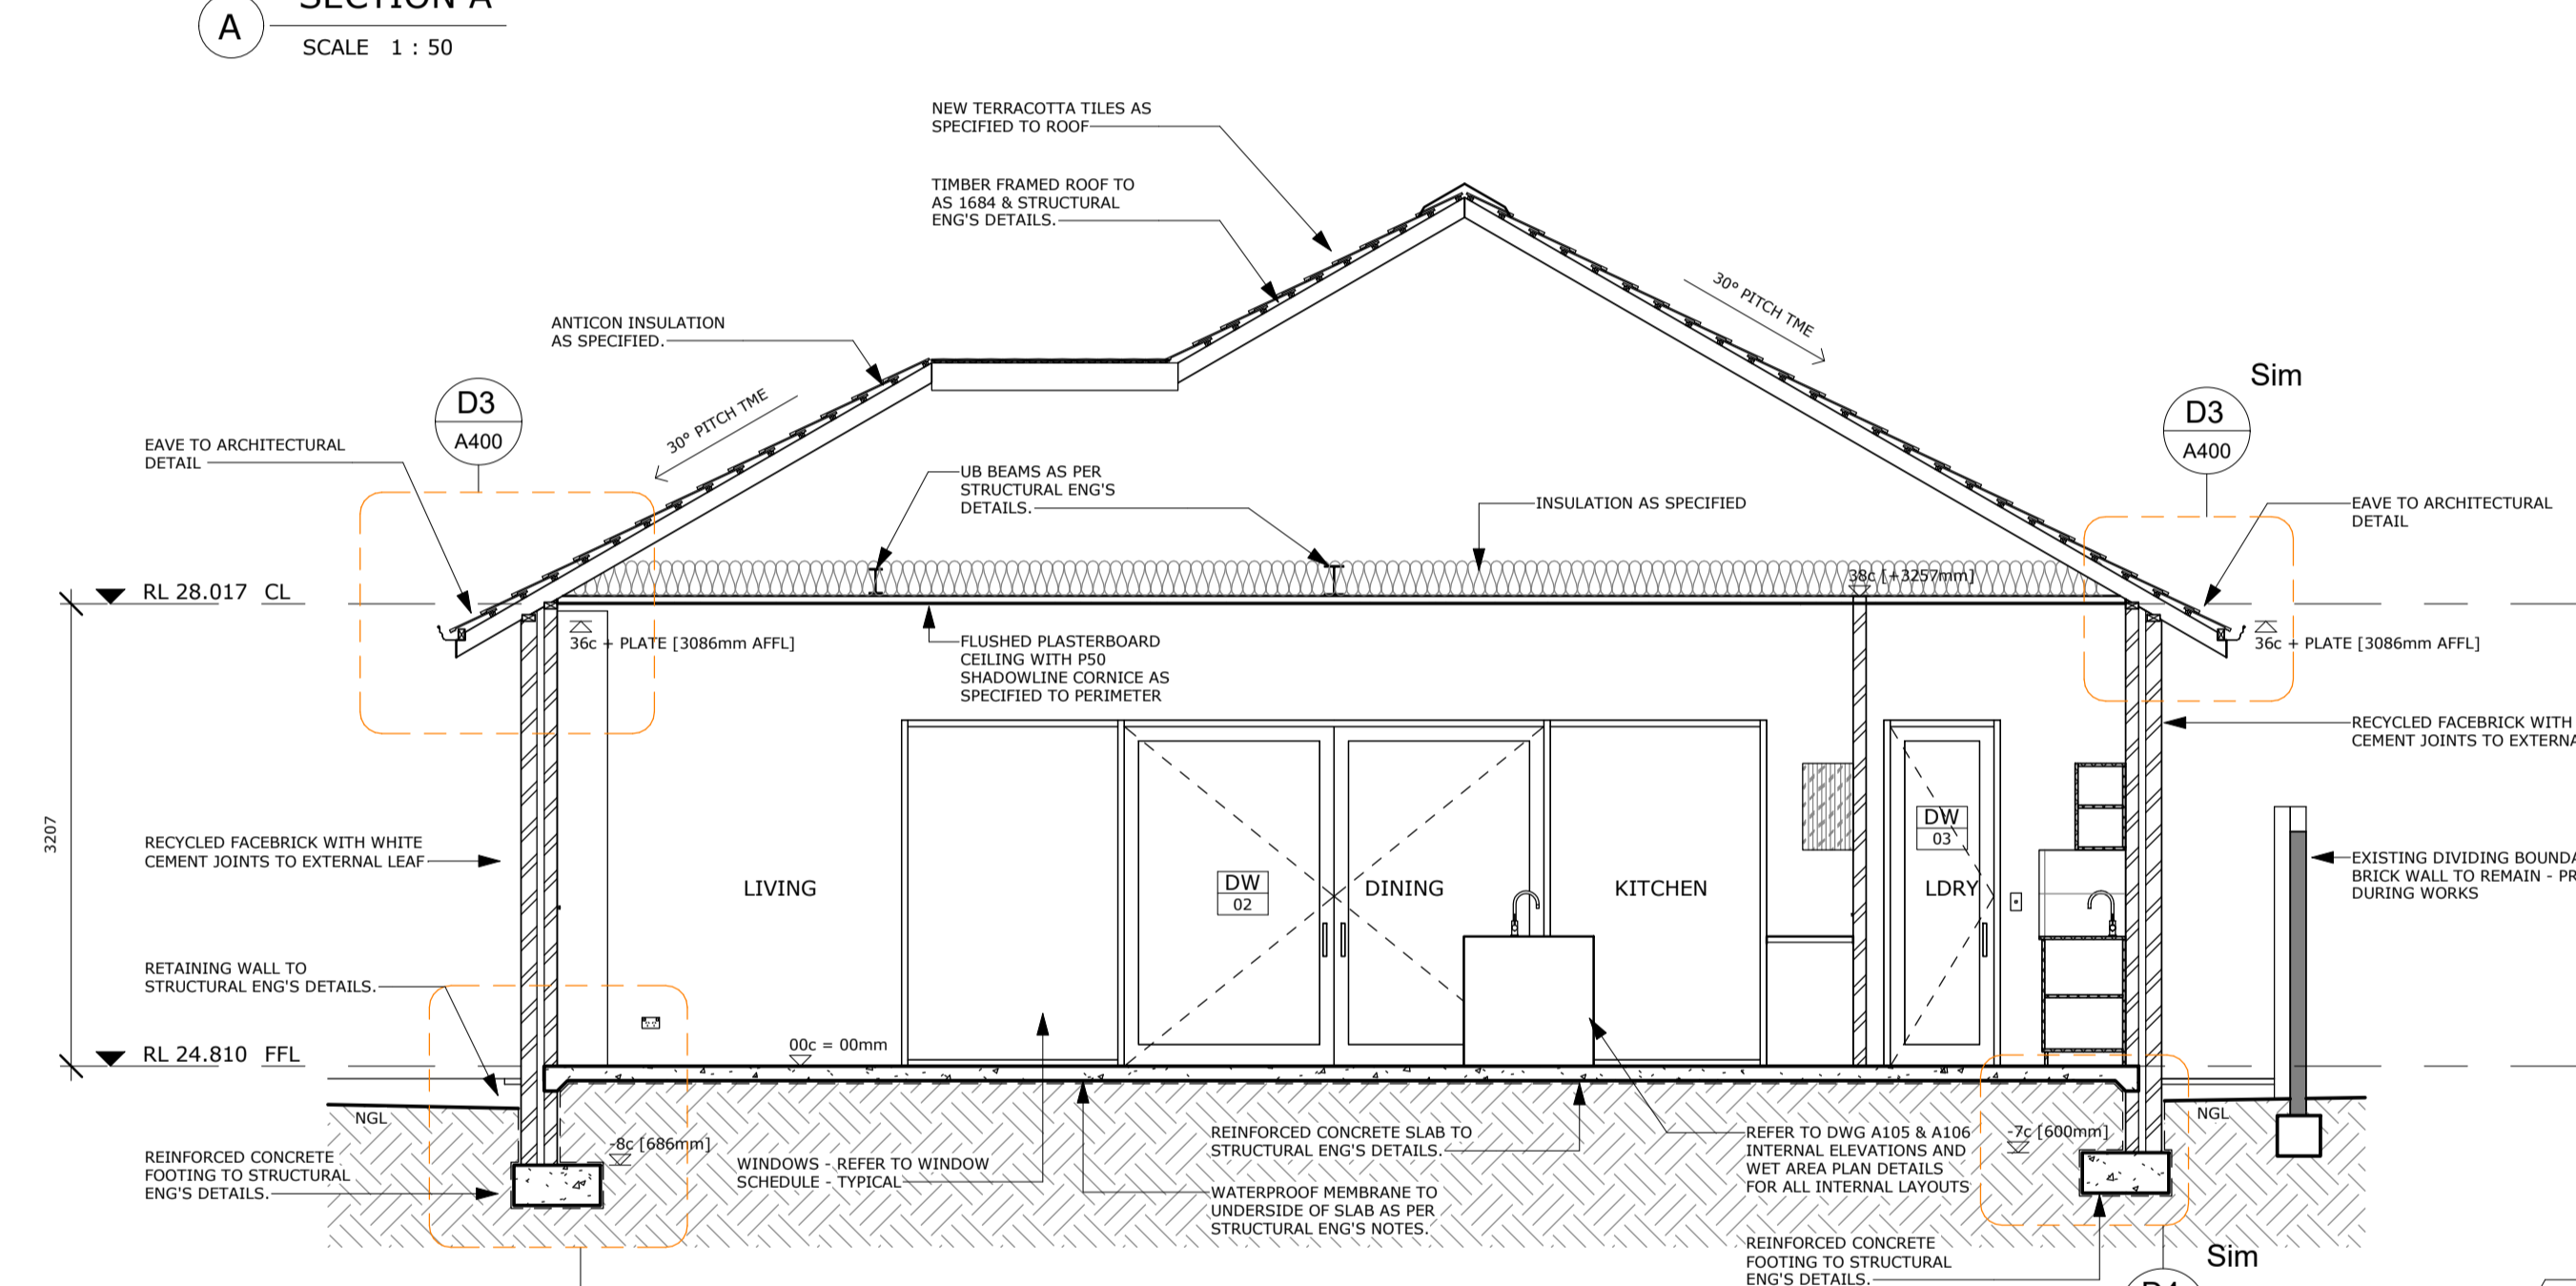 SECTION A
A
SCALE 1 : 50
NEW TERRACOTTA TILES AS
SPECIFIED TO ROOF
TIMBER FRAMED ROOF TO
AS 1684 & STRUCTURAL
ENG'S DETAILS.
ANTICON INSULATION
AS SPECIFIED.
30° PITCH TME
30° PITCH TME
Sim
D3
A400
D3
A400
EAVE TO ARCHITECTURAL
DETAIL
UB BEAMS AS PER
STRUCTURAL ENG'S
DETAILS.
INSULATION AS SPECIFIED
EAVE TO ARCHITECTURAL
DETAIL
RL 28.017 CL
38c [+3257mm]
36c + PLATE [3086mm AFFL]
FLUSHED PLASTERBOARD
CEILING WITH P50
SHADOWLINE CORNICE AS
SPECIFIED TO PERIMETER
36c + PLATE [3086mm AFFL]
RECYCLED FACEBRICK WITH
CEMENT JOINTS TO
3207
RECYCLED FACEBRICK WITH WHITE
CEMENT JOINTS TO EXTERNAL LEAF
LIVING
DW
02
DINING
KITCHEN
DW
03
LDRY
EXISTING DIVIDING
BRICK WALL TO REMAIN -
DURING WORKS
RETAINING WALL TO
STRUCTURAL ENG'S DETAILS.
RL 24.810 FFL
00c = 00mm
NGL
NGL
-8c [686mm]
-7c [600mm]
REINFORCED CONCRETE
FOOTING TO STRUCTURAL
ENG'S DETAILS.
WINDOWS - REFER TO WINDOW
SCHEDULE - TYPICAL
REINFORCED CONCRETE SLAB TO
STRUCTURAL ENG'S DETAILS.
WATERPROOF MEMBRANE TO
UNDERSIDE OF SLAB AS PER
STRUCTURAL ENG'S NOTES.
REFER TO DWG A105 & A106
INTERNAL ELEVATIONS AND
WET AREA PLAN DETAILS
FOR ALL INTERNAL LAYOUTS
REINFORCED CONCRETE
FOOTING TO STRUCTURAL
ENG'S DETAILS.
Sim